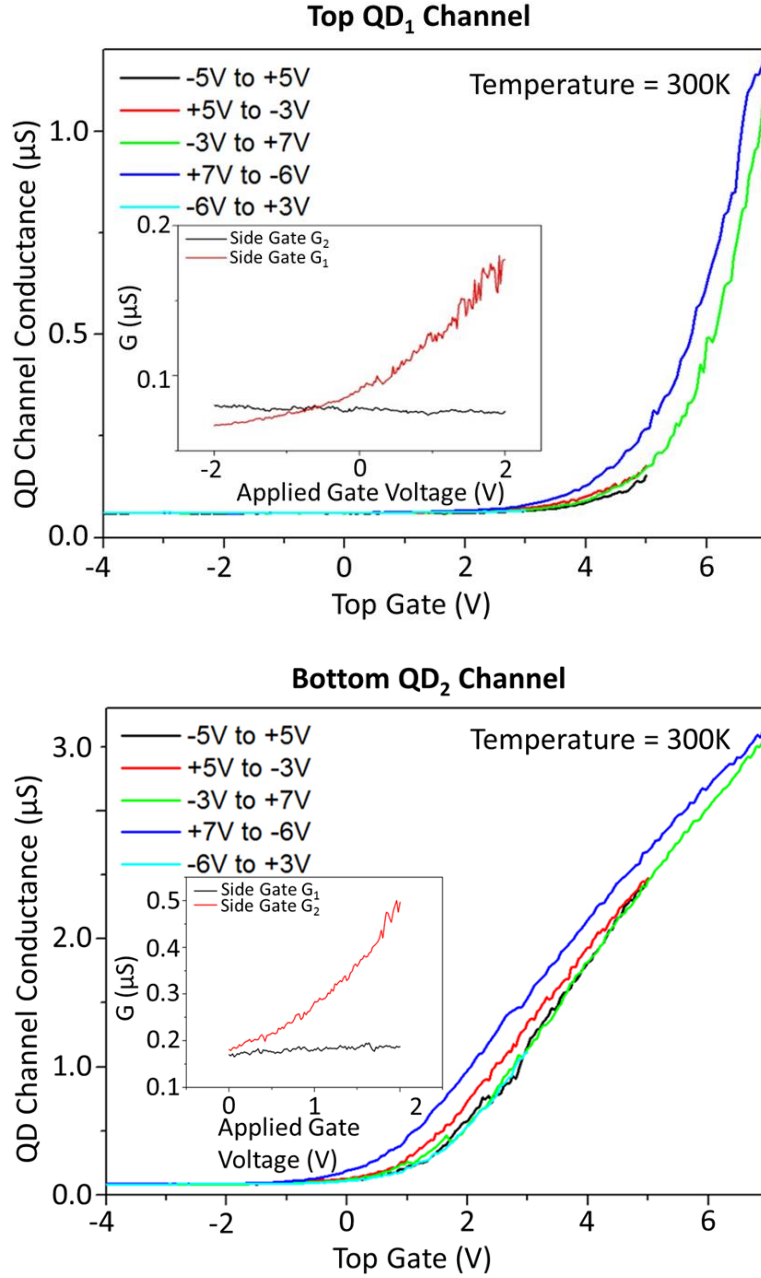 Top QD₁ Channel
-5V to +5V
+5V to -3V
-3V to +7V
+7V to -6V
-6V to +3V
Temperature = 300K
QD Channel Conductance (µS)
1.0
0.5
0.0
-4
-2
0
2
4
6
Top Gate (V)
Side Gate G₂
Side Gate G₁
G (µS)
0.2
0.1
-2
0
2
Applied Gate Voltage (V)
Bottom QD₂ Channel
-5V to +5V
+5V to -3V
-3V to +7V
+7V to -6V
-6V to +3V
Temperature = 300K
QD Channel Conductance (µS)
3.0
2.0
1.0
0.0
-4
-2
0
2
4
6
Top Gate (V)
Side Gate G₁
Side Gate G₂
G (µS)
0.5
0.4
0.3
0.2
0.1
0
1
2
Applied Gate
Voltage (V)